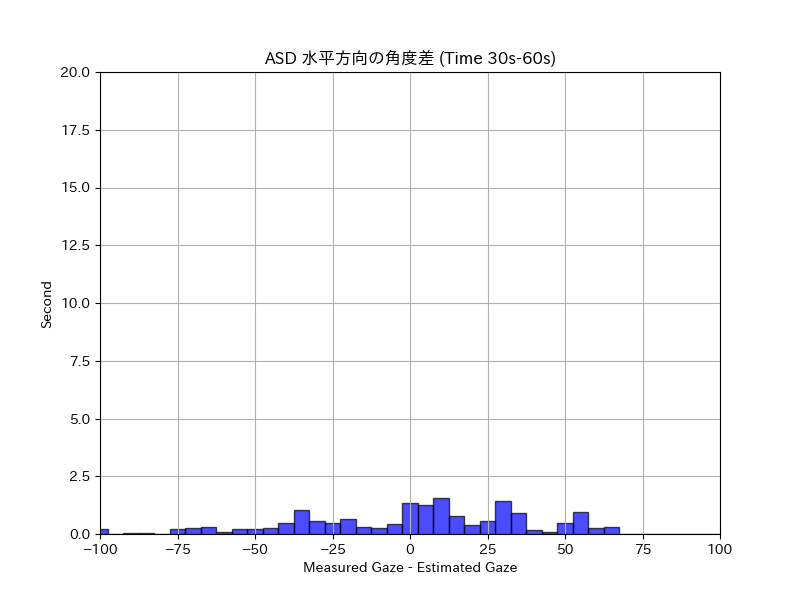 ASD 水平方向の角度差 (Time 30s-60s)
20.0
17.5
15.0
12.5
10.0
7.5
5.0
2.5
0.0
Second
−100 −75 −50 −25 0 25 50 75 100
Measured Gaze - Estimated Gaze